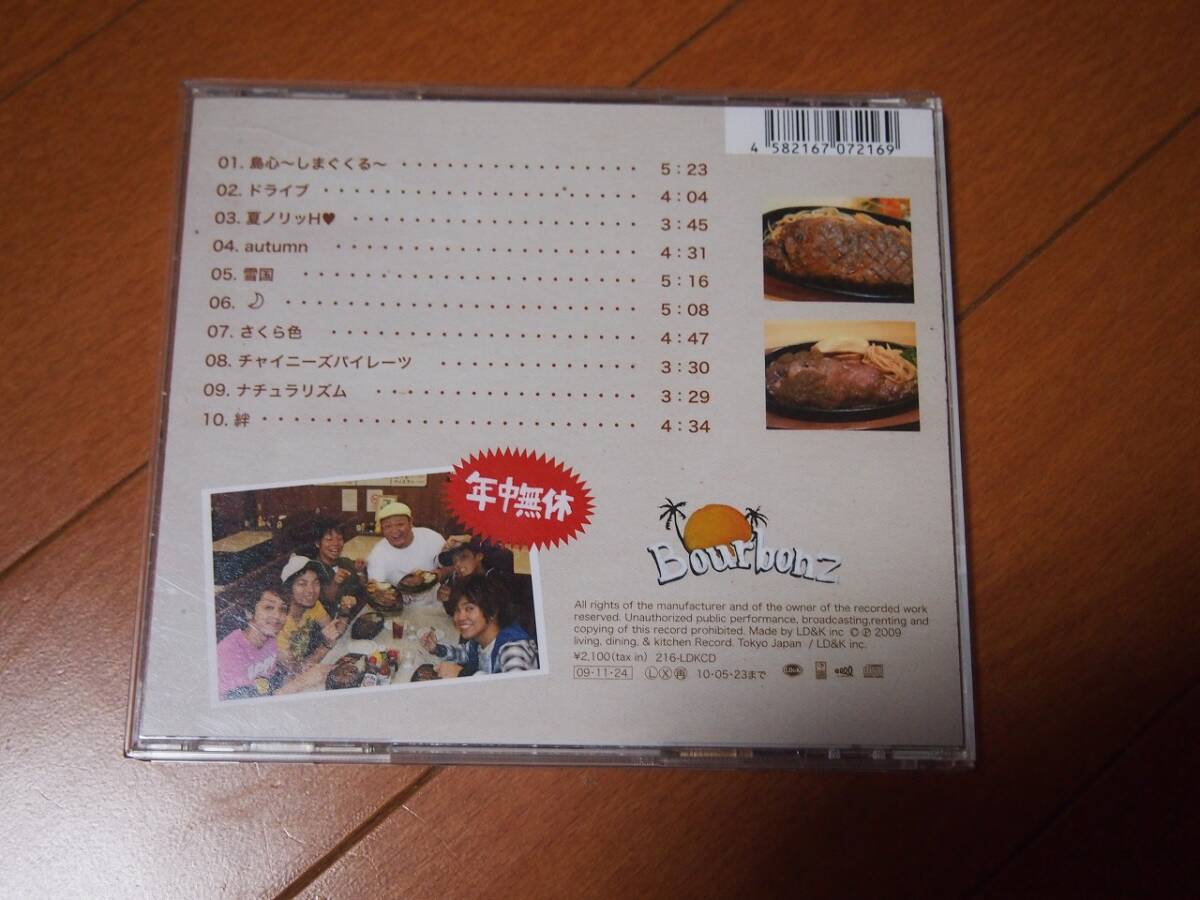 4 582167 072169
01. 島心〜しまぐくる〜 ・・・・・・・・・・・・・・・・ 5：23
02. ドライブ ・・・・・・・・・・・・・・・・・・・・・ 4：04
03. 夏ノリッH♥ ・・・・・・・・・・・・・・・・・・・ 3：45
04. autumn ・・・・・・・・・・・・・・・・・・・・ 4：31
05. 雪国 ・・・・・・・・・・・・・・・・・・・・・・ 5：16
06. ☽ ・・・・・・・・・・・・・・・・・・・・・・・ 5：08
07. さくら色 ・・・・・・・・・・・・・・・・・・・・ 4：47
08. チャイニーズパイレーツ ・・・・・・・・・・・・・ 3：30
09. ナチュラリズム ・・・・・・・・・・・・・・・・・ 3：29
10. 絆・・・・・・・・・・・・・・・・・・・・・・・・・ 4：34
年中無休
Bourbonz
All rights of the manufacturer and of the owner of the recorded work
reserved. Unauthorized public performance, broadcasting,renting and
copying of this record prohibited. Made by LD&K inc © ℗ 2009
living, dining, & kitchen Record. Tokyo Japan / LD&K inc.
¥2,100(tax in) 216-LDKCD
09・11・24 Ⓛ Ⓧ 再 10・05・23まで LD&K